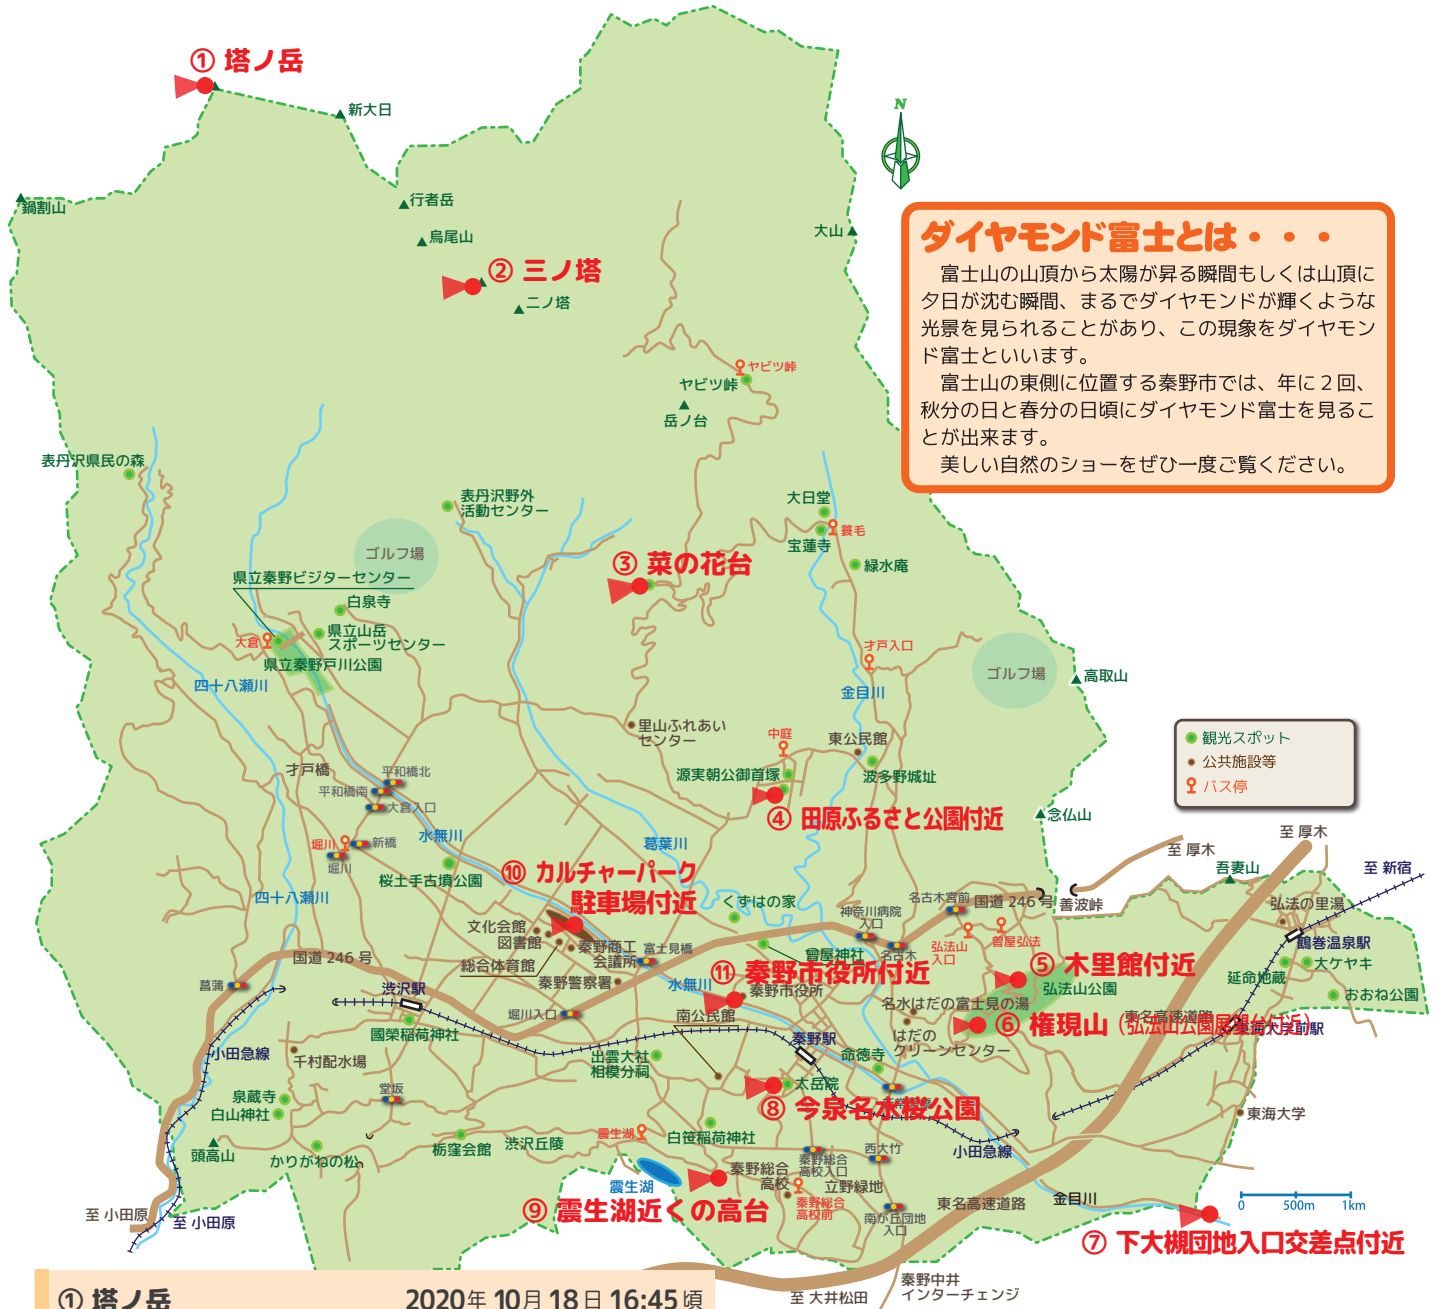 ① 塔ノ岳
新大日
鍋割山
行者岳
烏尾山
② 三ノ塔
二ノ塔
N
大山
ダイヤモンド富士とは・・・
富士山の山頂から太陽が昇る瞬間もしくは山頂に
夕日が沈む瞬間、まるでダイヤモンドが輝くような
光景を見られることがあり、この現象をダイヤモン
ド富士といいます。
富士山の東側に位置する秦野市では、年に２回、
秋分の日と春分の日頃にダイヤモンド富士を見るこ
とが出来ます。
美しい自然のショーをぜひ一度ご覧ください。
ヤビツ峠
ヤビツ峠
岳ノ台
表丹沢県民の森
表丹沢野外
活動センター
ゴルフ場
大日堂
蓑毛
宝蓮寺
緑水庵
③ 菜の花台
県立秦野ビジターセンター
白泉寺
県立山岳
スポーツセンター
大倉
県立秦野戸川公園
四十八瀬川
才戸入口
ゴルフ場
高取山
金目川
里山ふれあい
センター
中庭
東公民館
源実朝公御首塚
波多野城址
④ 田原ふるさと公園付近
観光スポット
公共施設等
バス停
才戸橋
平和橋北
平和橋南
大倉入口
水無川
堀川
新橋
堀川
桜土手古墳公園
葛葉川
念仏山
至 厚木
至 厚木
吾妻山
至 新宿
⑩ カルチャーパーク
駐車場付近
四十八瀬川
くずはの家
神奈川病院
入口
名古木宮前
国道 246 号
善波峠
弘法の里湯
文化会館
図書館
秦野商工
会議所
富士見橋
総合体育館
曽屋神社
名古木
弘法山
入口
曽屋弘法
鶴巻温泉駅
延命地蔵
大ケヤキ
おおね公園
国道 246 号
菖蒲
渋沢駅
秦野警察署
水無川
⑪ 秦野市役所付近
秦野市役所
⑤ 木里館付近
弘法山公園
名水はだの富士見の湯
⑥ 権現山（弘法山公園展望台付近）
東名高速道路
東海大学前駅
國榮稲荷神社
堀川入口
南公民館
秦野駅
はだの
クリーンセンター
小田急線
千村配水場
出雲大社
相模分祠
命徳寺
太岳院
堂坂
泉蔵寺
白山神社
⑧ 今泉名水桜公園
東海大学
頭高山
かりがねの松
栃窪会館
渋沢丘陵
震生湖
白笹稲荷神社
小田急線
震生湖
秦野総合
高校
秦野総合
高校入口
西大竹
立野緑地
秦野総合
高校前
南が丘団地
入口
東名高速道路
金目川
0 500m 1km
⑨ 震生湖近くの高台
⑦ 下大槻団地入口交差点付近
至 小田原
至 小田原
秦野中井
インターチェンジ
至 大井松田
① 塔ノ岳 2020年 10月 18日 16:45頃